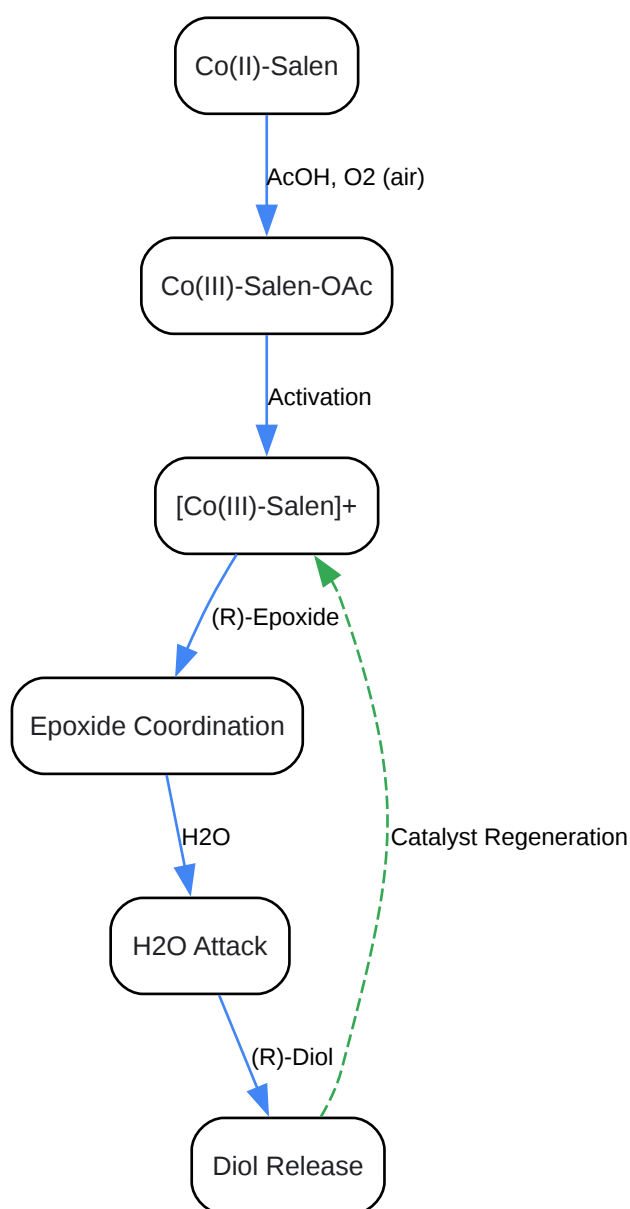 Co(II)-Salen
AcOH, O2 (air)
Co(III)-Salen-OAc
Activation
[Co(III)-Salen]+
(R)-Epoxide
Epoxide Coordination
H2O
Catalyst Regeneration
H2O Attack
(R)-Diol
Diol Release